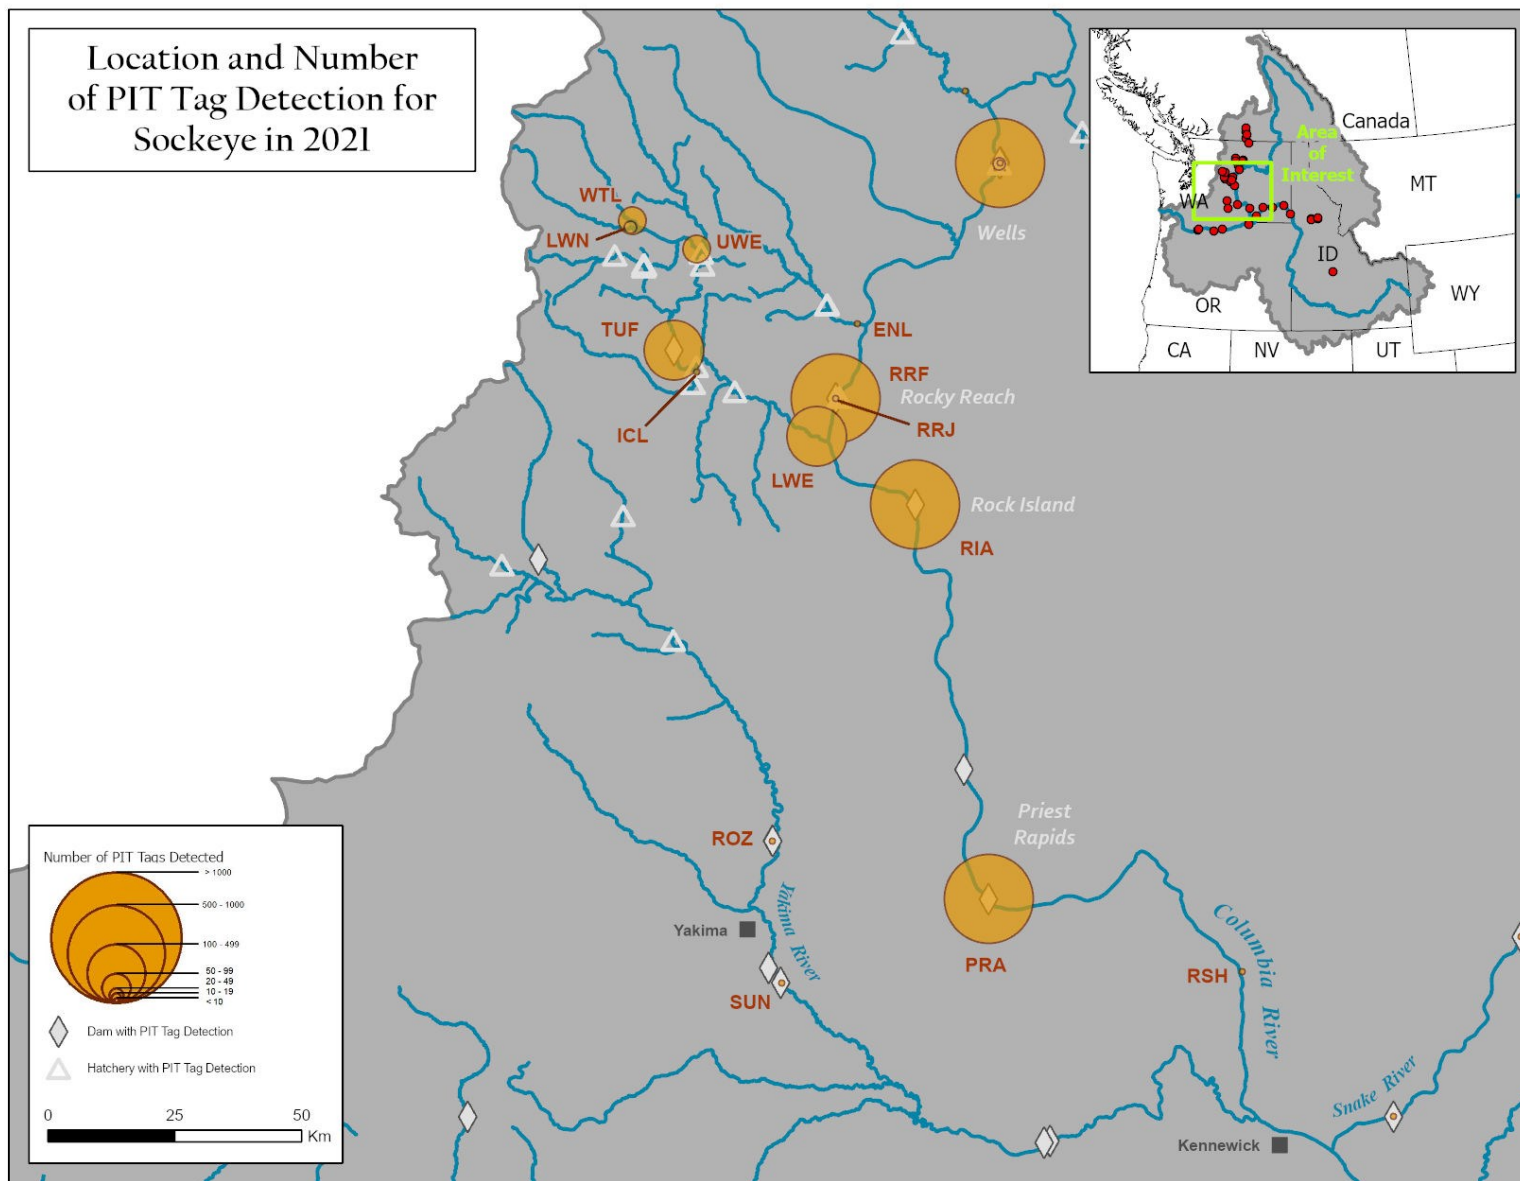 Location and Number
of PIT Tag Detection for
Sockeye in 2021
Canada
Area
of
Interest
WA
MT
ID
OR
WY
CA
NV
UT
WTL
LWN
UWE
Wells
TUF
ENL
RRF
Rocky Reach
ICL
RRJ
LWE
Rock Island
RIA
Priest
Rapids
ROZ
Yakima
Yakima River
PRA
SUN
Columbia River
RSH
Snake River
Kennewick
Number of PIT Tags Detected
> 1000
500 - 1000
100 - 499
50 - 99
20 - 49
10 - 19
< 10
Dam with PIT Tag Detection
Hatchery with PIT Tag Detection
0 25 50
Km